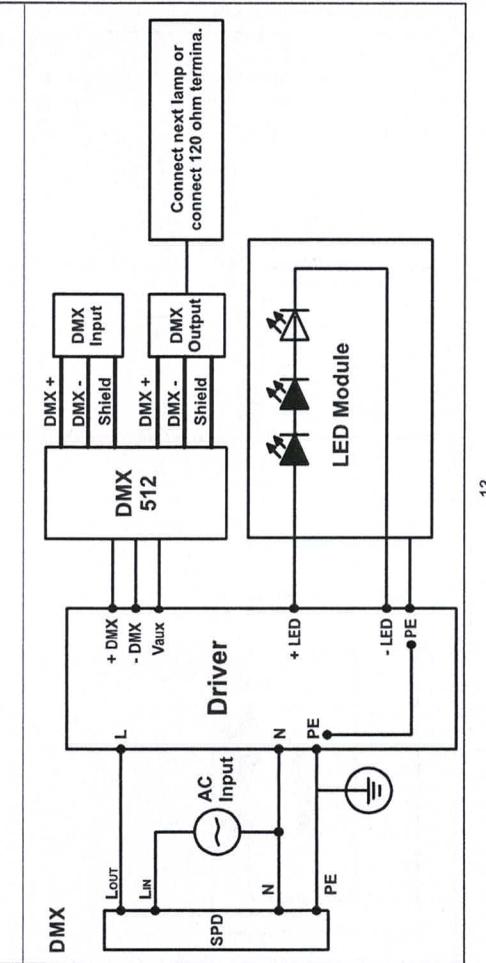 DMX
SPD
LOUT
LIN
N
PE
AC
Input
L
N
PE
Driver
+ DMX
- DMX
Vaux
+ LED
- LED
PE
DMX
512
DMX +
DMX -
Shield
DMX +
DMX -
Shield
DMX
Input
DMX
Output
Connect next lamp or
connect 120 ohm termina.
LED Module
13